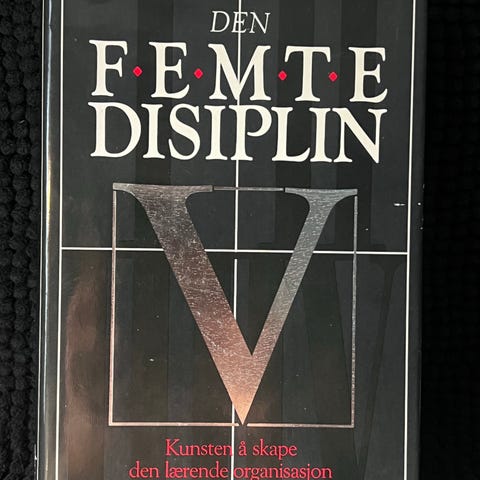 DEN
F•E•M•T•E
DISIPLIN
V
Kunsten å skape
den lærende organisasjon